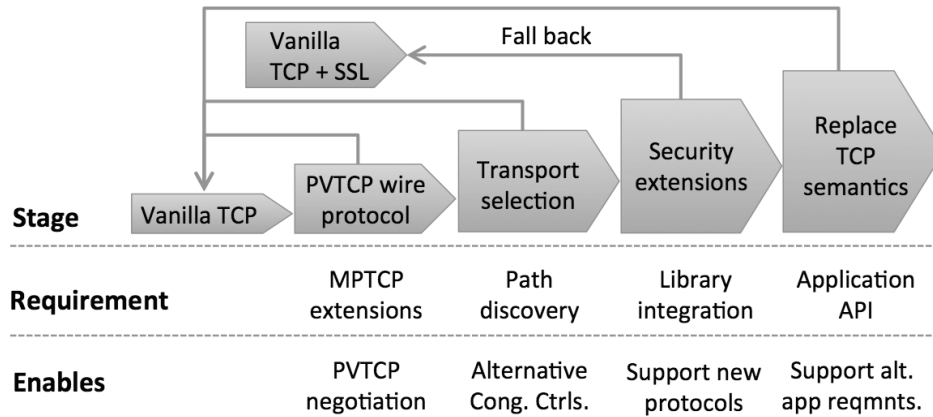 Vanilla
TCP + SSL
Fall back
Stage
Vanilla TCP
PVTCP wire
protocol
Transport
selection
Security
extensions
Replace
TCP
semantics
Requirement
MPTCP
extensions
Path
discovery
Library
integration
Application
API
Enables
PVTCP
negotiation
Alternative
Cong. Ctrls.
Support new
protocols
Support alt.
app reqmnts.